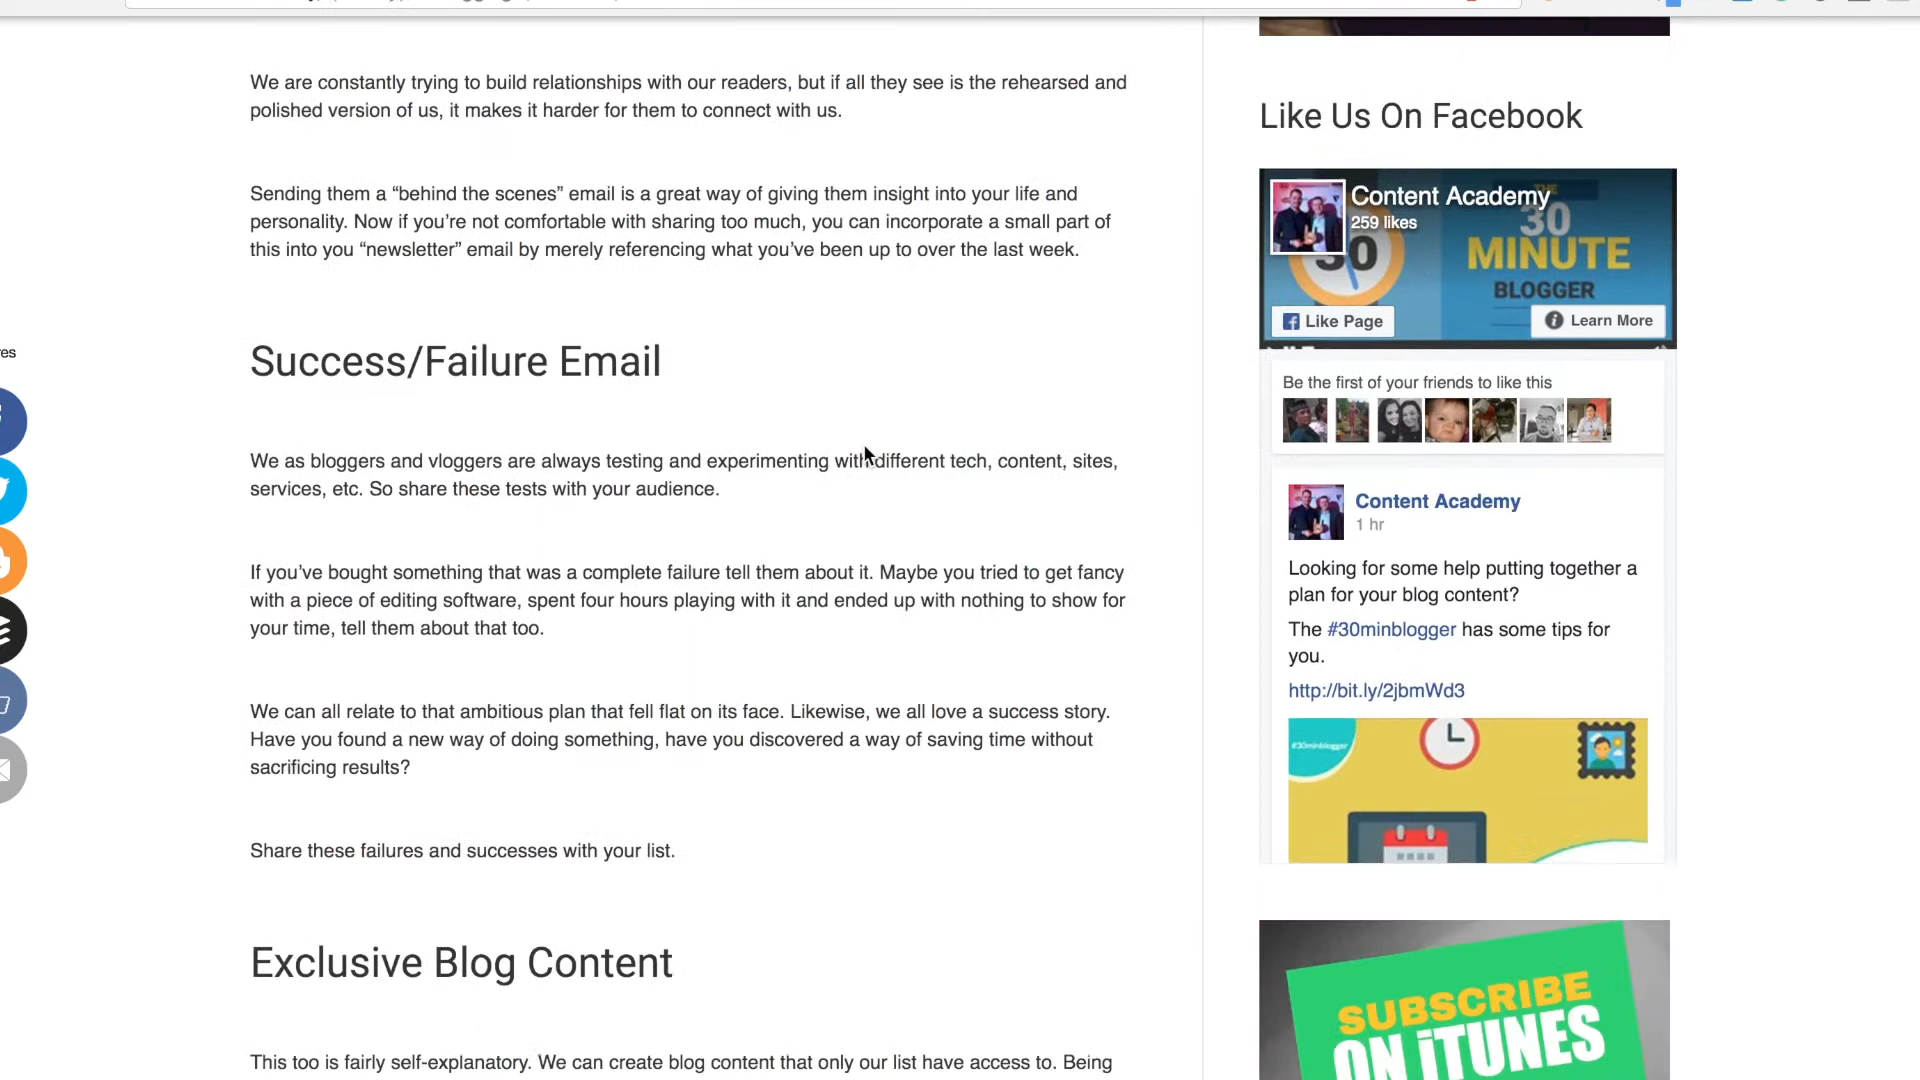 We are constantly trying to build relationships with our readers, but if all they see is the rehearsed and
polished version of us, it makes it harder for them to connect with us.
Sending them a “behind the scenes” email is a great way of giving them insight into your life and
personality. Now if you’re not comfortable with sharing too much, you can incorporate a small part of
this into you “newsletter” email by merely referencing what you’ve been up to over the last week.
Success/Failure Email
We as bloggers and vloggers are always testing and experimenting with different tech, content, sites,
services, etc. So share these tests with your audience.
If you’ve bought something that was a complete failure tell them about it. Maybe you tried to get fancy
with a piece of editing software, spent four hours playing with it and ended up with nothing to show for
your time, tell them about that too.
We can all relate to that ambitious plan that fell flat on its face. Likewise, we all love a success story.
Have you found a new way of doing something, have you discovered a way of saving time without
sacrificing results?
Share these failures and successes with your list.
Exclusive Blog Content
This too is fairly self-explanatory. We can create blog content that only our list have access to. Being
Like Us On Facebook
Content Academy
259 likes
THE
30
MINUTE
BLOGGER
30
Like Page
Learn More
Be the first of your friends to like this
Content Academy
1 hr
Looking for some help putting together a
plan for your blog content?
The #30minblogger has some tips for
you.
http://bit.ly/2jbmWd3
#30minblogger
SUBSCRIBE
ON iTUNES